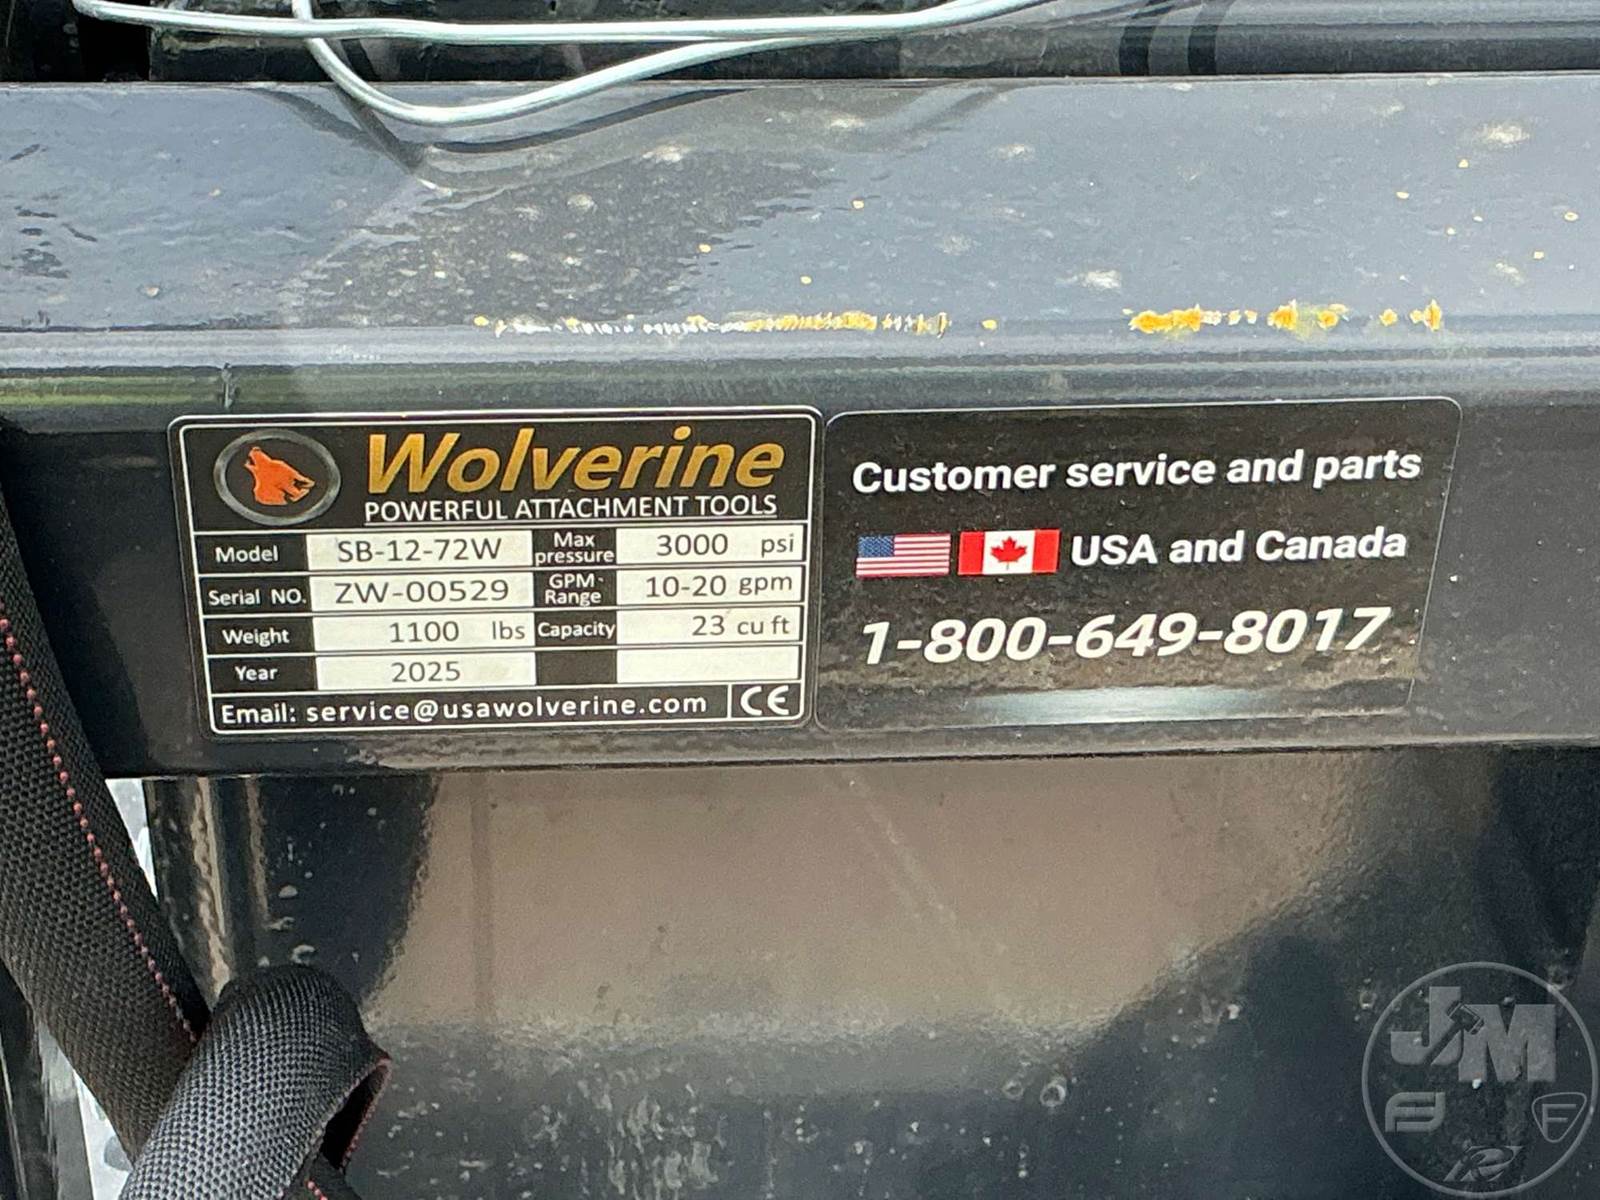 Wolverine
POWERFUL ATTACHMENT TOOLS
Model SB-12-72W Max pressure 3000 psi
Serial NO. ZW-00529 GPM Range 10-20 gpm
Weight 1100 lbs Capacity 23 cu ft
Year 2025
Email: service@usawolverine.com CE
Customer service and parts
USA and Canada
1-800-649-8017
JM